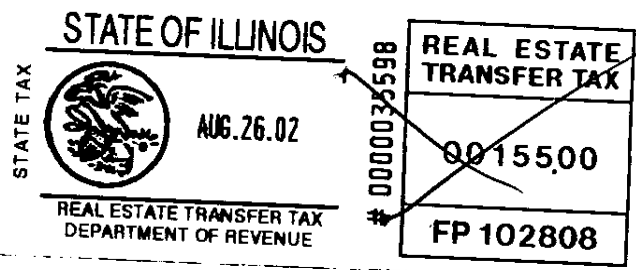 STATE OF ILLINOIS
STATE TAX
AUG.26.02
REAL ESTATE TRANSFER TAX
DEPARTMENT OF REVENUE
# 0000035598
REAL ESTATE
TRANSFER TAX
00155.00
FP 102808